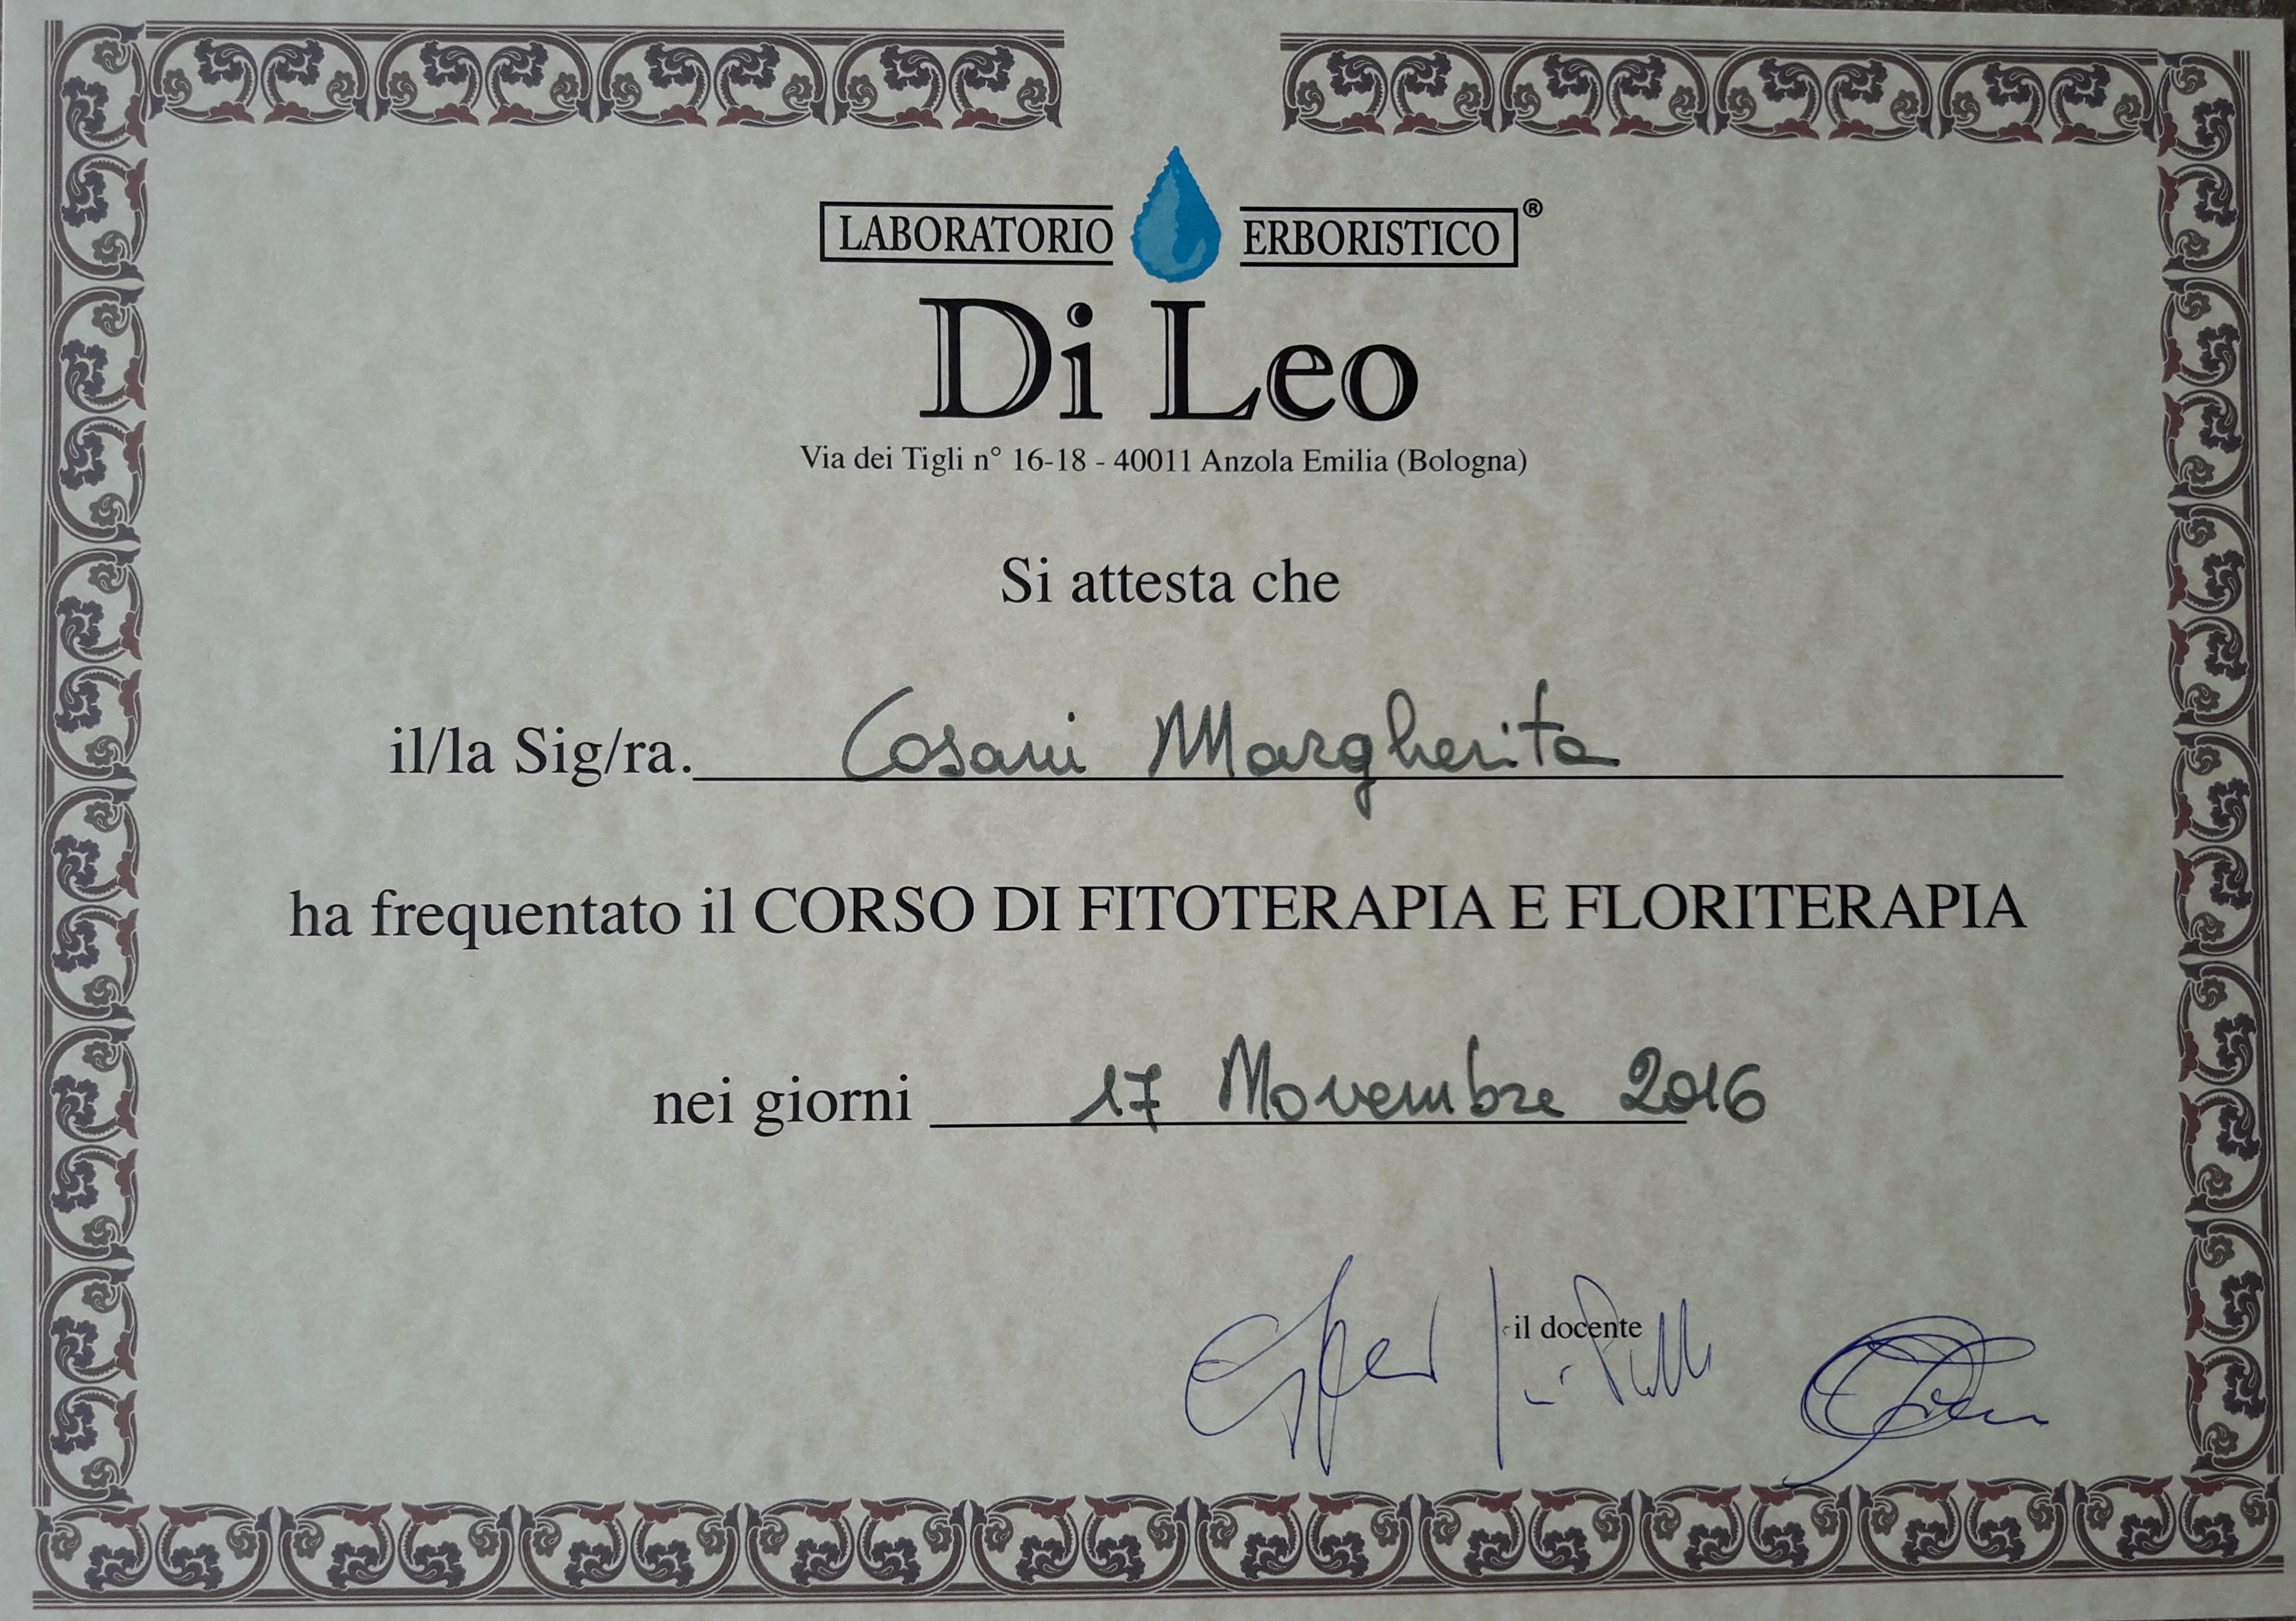 LABORATORIO ERBORISTICO ®
Di Leo
Via dei Tigli n° 16-18 - 40011 Anzola Emilia (Bologna)
Si attesta che
il/la Sig/ra. Cosani Margherita
ha frequentato il CORSO DI FITOTERAPIA E FLORITERAPIA
nei giorni 17 Novembre 2016
il docente